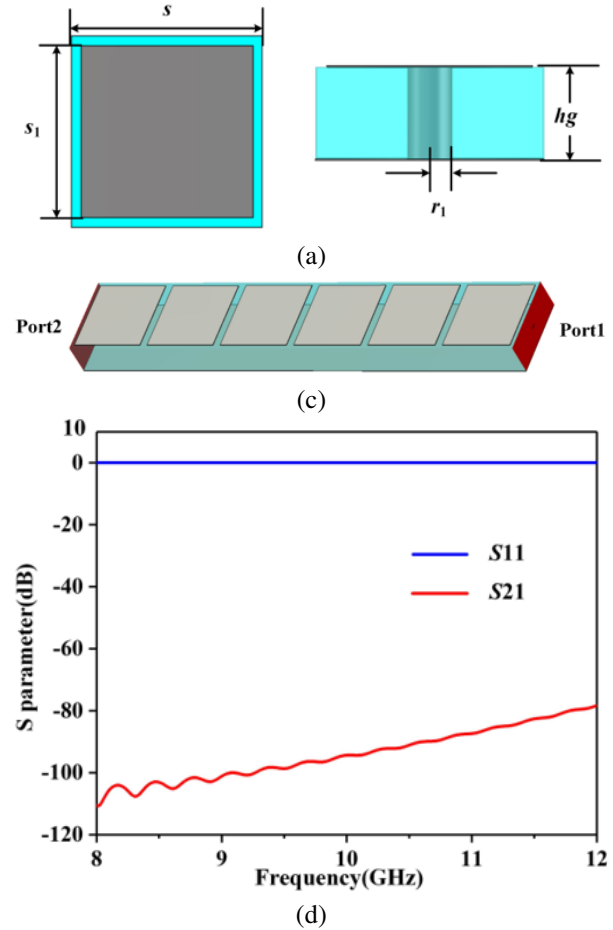 s
s₁
hg
r₁
(a)
Port2
Port1
(c)
10
0
-20
-40
-60
-80
-100
-120
S parameter(dB)
S11
S21
8
9
10
11
12
Frequency(GHz)
(d)